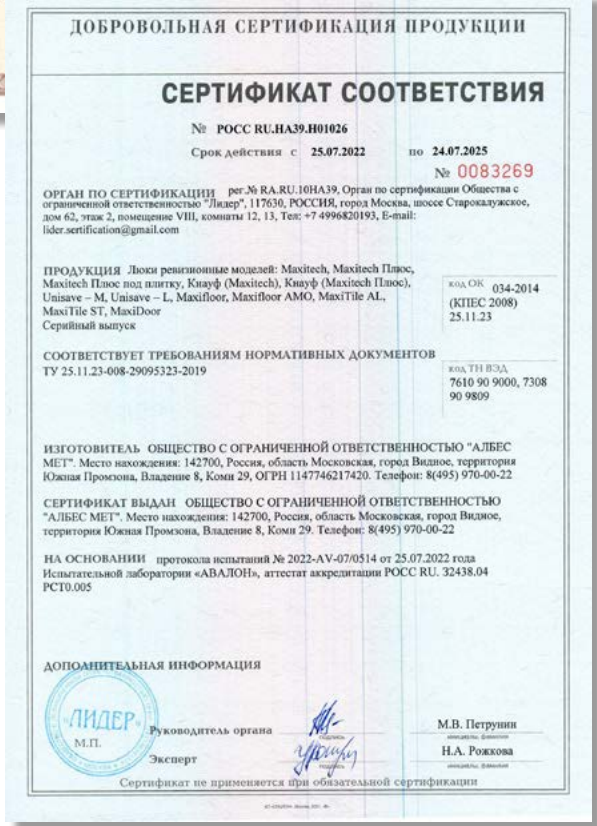 ДОБРОВОЛЬНАЯ СЕРТИФИКАЦИЯ ПРОДУКЦИИ
СЕРТИФИКАТ СООТВЕТСТВИЯ
№ РОСС RU.НА39.Н01026
Срок действия с 25.07.2022 по 24.07.2025
№ 0083269
ОРГАН ПО СЕРТИФИКАЦИИ рег.№ RA.RU.10НА39, Орган по сертификации Общества с
ограниченной ответственностью "Лидер", 117630, РОССИЯ, город Москва, шоссе Старокалужское,
дом 62, этаж 2, помещение VIII, комнаты 12, 13, Тел: +7 4996820193, E-mail:
lider.sertification@gmail.com
ПРОДУКЦИЯ Люки ревизионные моделей: Maxitech, Maxitech Плюс,
Maxitech Плюс под плитку, Кнауф (Maxitech), Кнауф (Maxitech Плюс),
Unisave – M, Unisave – L, Maxifloor, Maxifloor AMO, MaxiTile AL,
MaxiTile ST, MaxiDoor
Серийный выпуск
код ОК 034-2014
(КПЕС 2008)
25.11.23
СООТВЕТСТВУЕТ ТРЕБОВАНИЯМ НОРМАТИВНЫХ ДОКУМЕНТОВ
ТУ 25.11.23-008-29095323-2019
код ТН ВЭД
7610 90 9000, 7308
90 9809
ИЗГОТОВИТЕЛЬ ОБЩЕСТВО С ОГРАНИЧЕННОЙ ОТВЕТСТВЕННОСТЬЮ "АЛБЕС
МЕТ". Место нахождения: 142700, Россия, область Московская, город Видное, территория
Южная Промзона, Владение 8, Комн 29, ОГРН 1147746217420. Телефон: 8(495) 970-00-22
СЕРТИФИКАТ ВЫДАН ОБЩЕСТВО С ОГРАНИЧЕННОЙ ОТВЕТСТВЕННОСТЬЮ
"АЛБЕС МЕТ". Место нахождения: 142700, Россия, область Московская, город Видное,
территория Южная Промзона, Владение 8, Комн 29. Телефон: 8(495) 970-00-22
НА ОСНОВАНИИ протокола испытаний № 2022-AV-07/0514 от 25.07.2022 года
Испытательной лаборатории «АВАЛОН», аттестат аккредитации РОСС RU. 32438.04
РСТ0.005
ДОПОЛНИТЕЛЬНАЯ ИНФОРМАЦИЯ
«ЛИДЕР»
М.П.
Руководитель органа
подпись
М.В. Петрунин
инициалы, фамилия
Эксперт
подпись
Н.А. Рожкова
инициалы, фамилия
Сертификат не применяется при обязательной сертификации